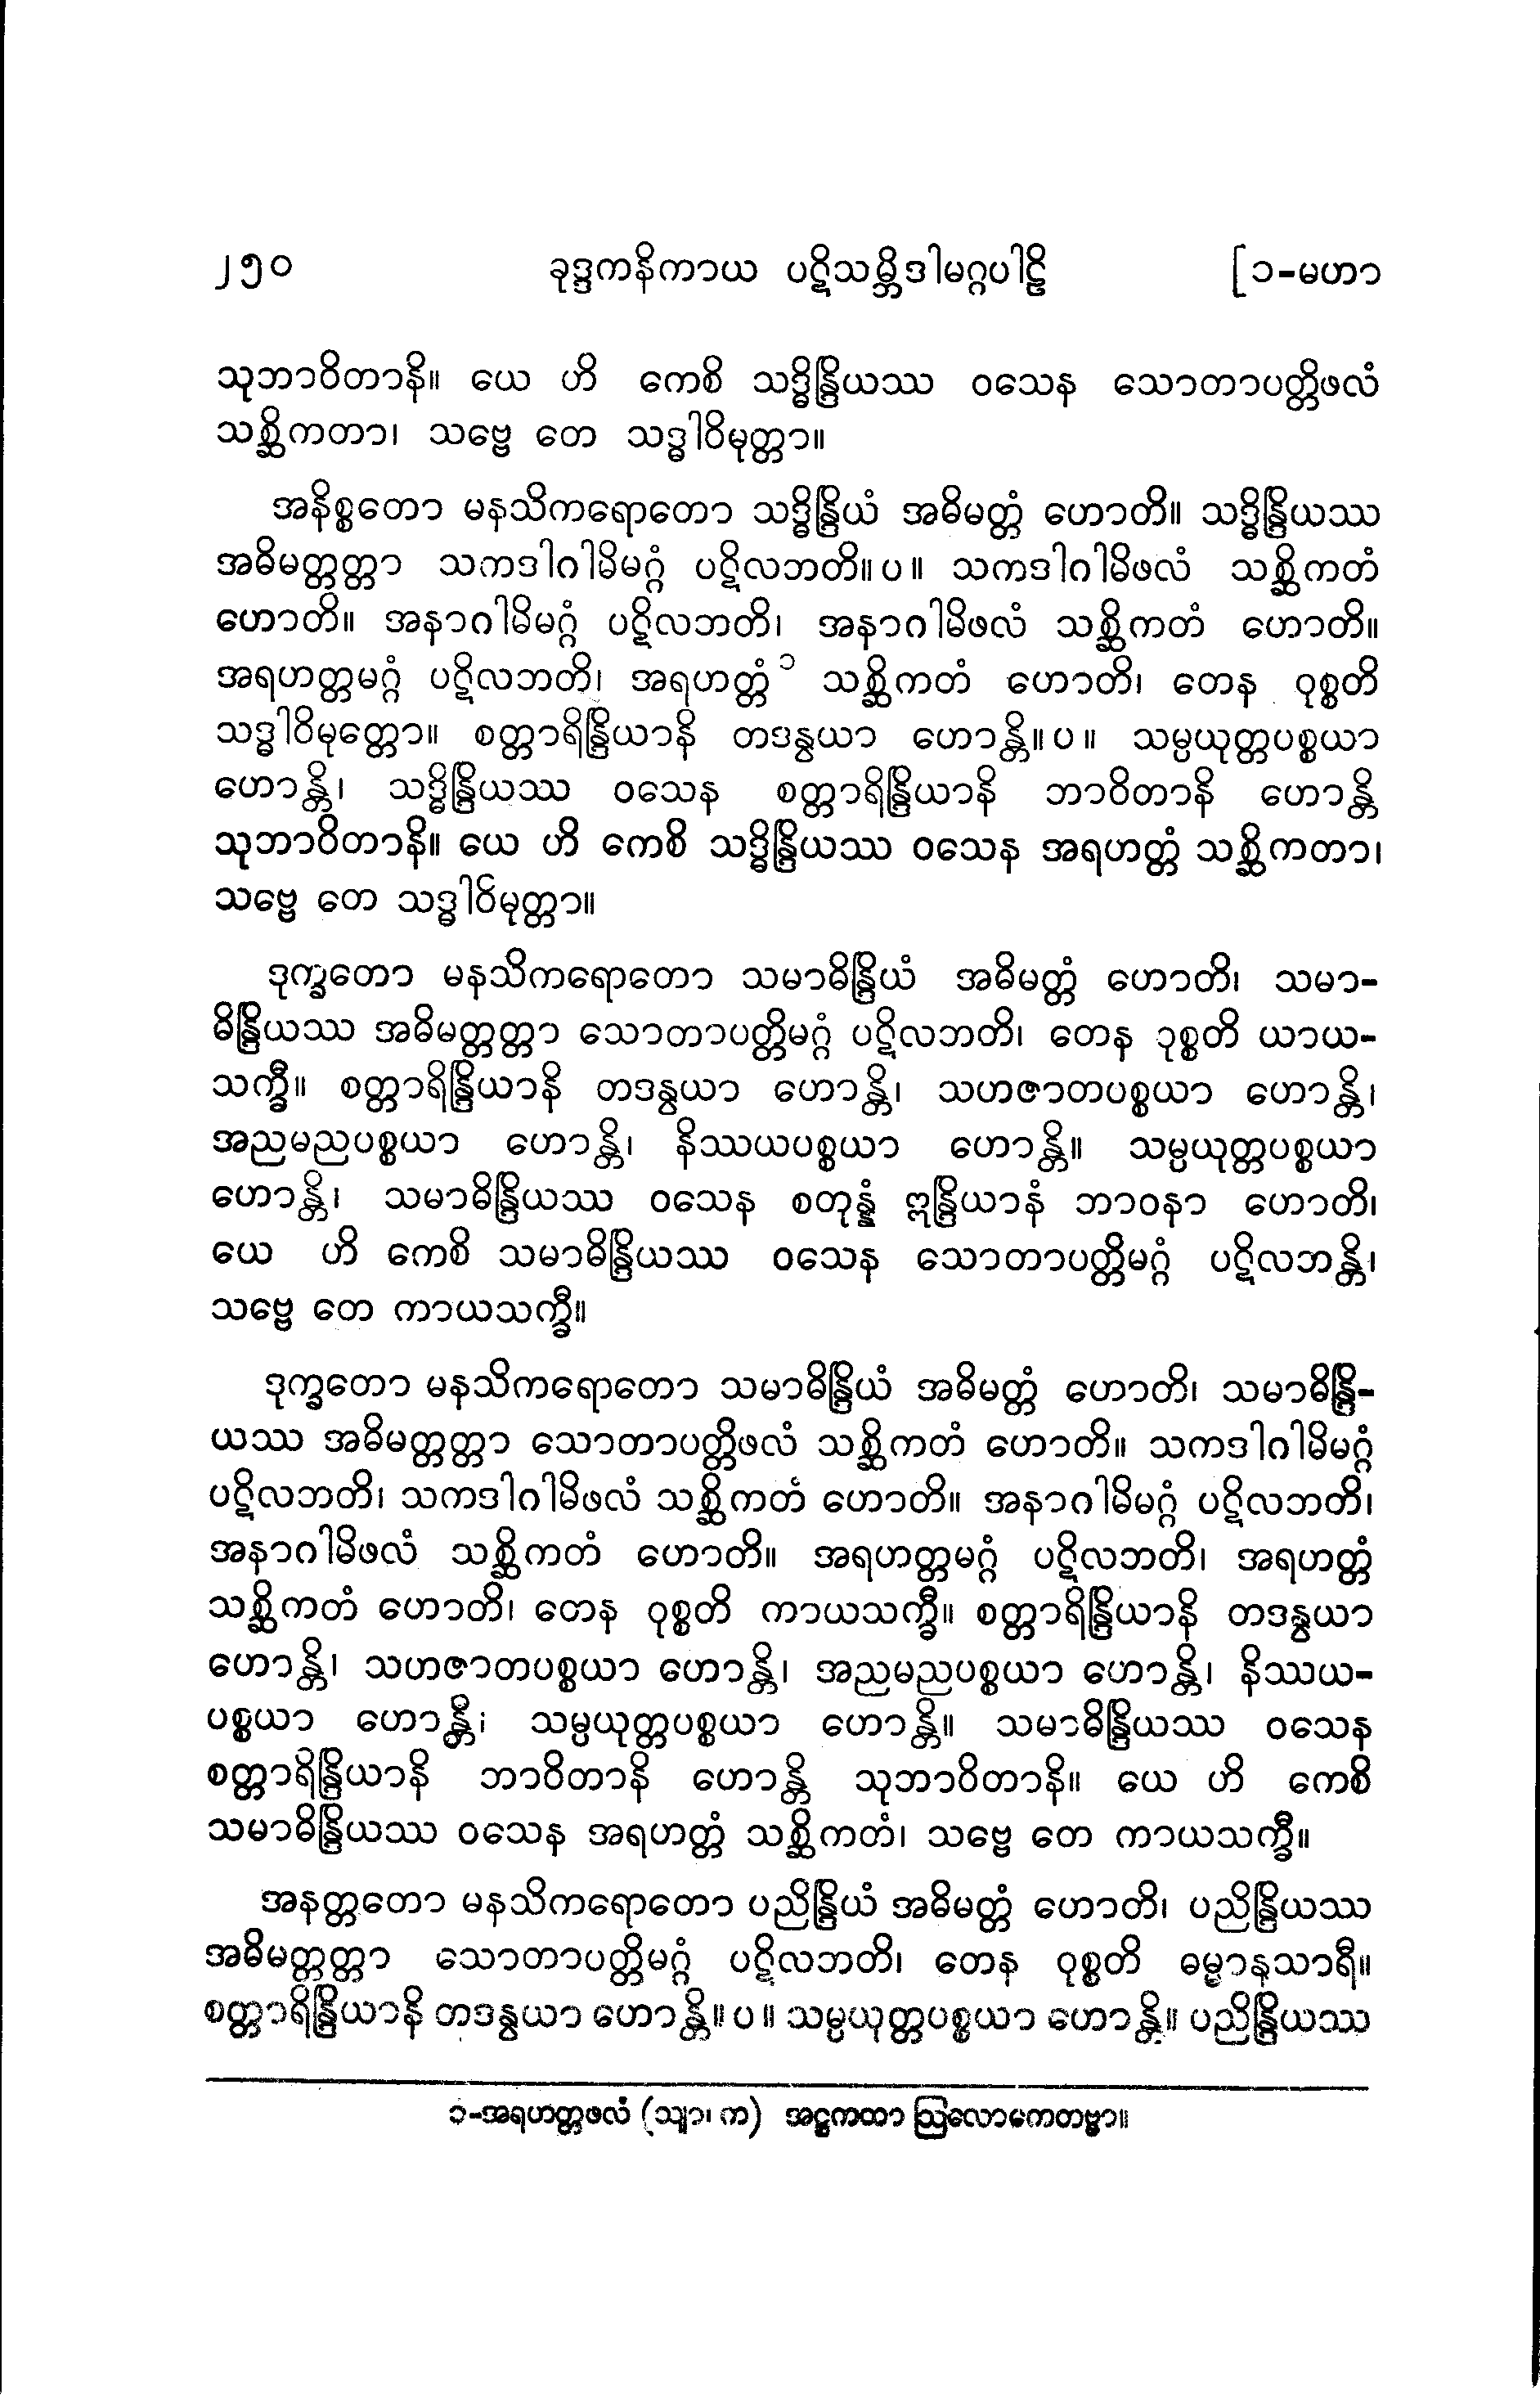 ၂၅၀ ခုဒ္ဒကနိကာယ ပဋိသမ္ဘိဒါမဂ္ဂပါဠိ [၁-မဟာ
သုဘာဝိတာနိ။ ယေ ဟိ ကေစိ သဒ္ဓိန္ဒြိယဿ ဝသေန သောတာပတ္တိဖလံ
သစ္ဆိကတာ၊ သဗ္ဗေ တေ သဒ္ဓါဝိမုတ္တာ။
အနိစ္စတော မနသိကရောတော သဒ္ဓိန္ဒြိယံ အဓိမတ္တံ ဟောတိ။ သဒ္ဓိန္ဒြိယဿ
အဓိမတ္တတ္တာ သကဒါဂါမိမဂ္ဂံ ပဋိလဘတိ။ပ။ သကဒါဂါမိဖလံ သစ္ဆိကတံ
ဟောတိ။ အနာဂါမိမဂ္ဂံ ပဋိလဘတိ၊ အနာဂါမိဖလံ သစ္ဆိကတံ ဟောတိ။
အရဟတ္တမဂ္ဂံ ပဋိလဘတိ၊ အရဟတ္တံ ၁ သစ္ဆိကတံ ဟောတိ၊ တေန ဝုစ္စတိ
သဒ္ဓါဝိမုတ္တော။ စတ္တာရိန္ဒြိယာနိ တဒန္ဝယာ ဟောန္တိ။ပ။ သမ္ပယုတ္တပစ္စယာ
ဟောန္တိ၊ သဒ္ဓိန္ဒြိယဿ ဝသေန စတ္တာရိန္ဒြိယာနိ ဘာဝိတာနိ ဟောန္တိ
သုဘာဝိတာနိ။ ယေ ဟိ ကေစိ သဒ္ဓိန္ဒြိယဿ ဝသေန အရဟတ္တံ သစ္ဆိကတာ၊
သဗ္ဗေ တေ သဒ္ဓါဝိမုတ္တာ။
ဒုက္ခတော မနသိကရောတော သမာဓိန္ဒြိယံ အဓိမတ္တံ ဟောတိ၊ သမာ-
ဓိန္ဒြိယဿ အဓိမတ္တတ္တာ သောတာပတ္တိမဂ္ဂံ ပဋိလဘတိ၊ တေန ဝုစ္စတိ ယာယ-
သက္ခီ။ စတ္တာရိန္ဒြိယာနိ တဒန္ဝယာ ဟောန္တိ၊ သဟဇာတပစ္စယာ ဟောန္တိ၊
အညမညပစ္စယာ ဟောန္တိ၊ နိဿယပစ္စယာ ဟောန္တိ။ သမ္ပယုတ္တပစ္စယာ
ဟောန္တိ၊ သမာဓိန္ဒြိယဿ ဝသေန စတုန္နံ ဣန္ဒြိယာနံ ဘာဝနာ ဟောတိ၊
ယေ ဟိ ကေစိ သမာဓိန္ဒြိယဿ ဝသေန သောတာပတ္တိမဂ္ဂံ ပဋိလဘန္တိ၊
သဗ္ဗေ တေ ကာယသက္ခီ။
ဒုက္ခတော မနသိကရောတော သမာဓိန္ဒြိယံ အဓိမတ္တံ ဟောတိ၊ သမာဓိန္ဒြိ-
ယဿ အဓိမတ္တတ္တာ သောတာပတ္တိဖလံ သစ္ဆိကတံ ဟောတိ။ သကဒါဂါမိမဂ္ဂံ
ပဋိလဘတိ၊ သကဒါဂါမိဖလံ သစ္ဆိကတံ ဟောတိ။ အနာဂါမိမဂ္ဂံ ပဋိလဘတိ၊
အနာဂါမိဖလံ သစ္ဆိကတံ ဟောတိ။ အရဟတ္တမဂ္ဂံ ပဋိလဘတိ၊ အရဟတ္တံ
သစ္ဆိကတံ ဟောတိ၊ တေန ဝုစ္စတိ ကာယသက္ခီ။ စတ္တာရိန္ဒြိယာနိ တဒန္ဝယာ
ဟောန္တိ၊ သဟဇာတပစ္စယာ ဟောန္တိ၊ အညမညပစ္စယာ ဟောန္တိ၊ နိဿယ-
ပစ္စယာ ဟောန္တိ၊ သမ္ပယုတ္တပစ္စယာ ဟောန္တိ။ သမာဓိန္ဒြိယဿ ဝသေန
စတ္တာရိန္ဒြိယာနိ ဘာဝိတာနိ ဟောန္တိ သုဘာဝိတာနိ။ ယေ ဟိ ကေစိ
သမာဓိန္ဒြိယဿ ဝသေန အရဟတ္တံ သစ္ဆိကတံ၊ သဗ္ဗေ တေ ကာယသက္ခီ။
အနတ္တတော မနသိကရောတော ပညိန္ဒြိယံ အဓိမတ္တံ ဟောတိ၊ ပညိန္ဒြိယဿ
အဓိမတ္တတ္တာ သောတာပတ္တိမဂ္ဂံ ပဋိလဘတိ၊ တေန ဝုစ္စတိ ဓမ္မာနုသာရီ။
စတ္တာရိန္ဒြိယာနိ တဒန္ဝယာ ဟောန္တိ။ပ။ သမ္ပယုတ္တပစ္စယာ ဟောန္တိ။ ပညိန္ဒြိယဿ
၁-အရဟတ္တဖလံ (သျာ၊ က) အဋ္ဌကထာ ဩလောကေတဗ္ဗာ။